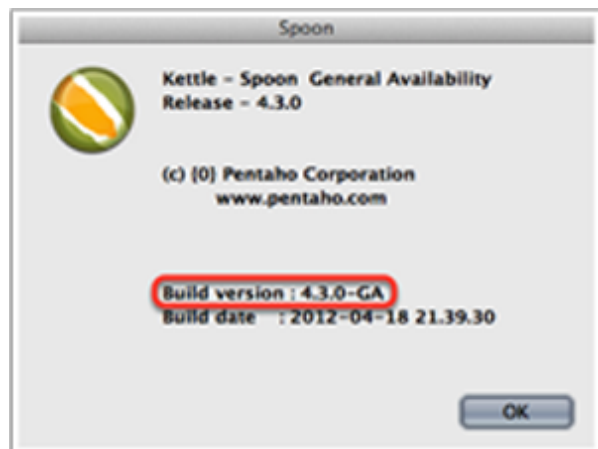 Spoon
Kettle - Spoon General Availability
Release - 4.3.0
(c) {0} Pentaho Corporation
www.pentaho.com
Build version : 4.3.0-GA
Build date : 2012-04-18 21.39.30
OK